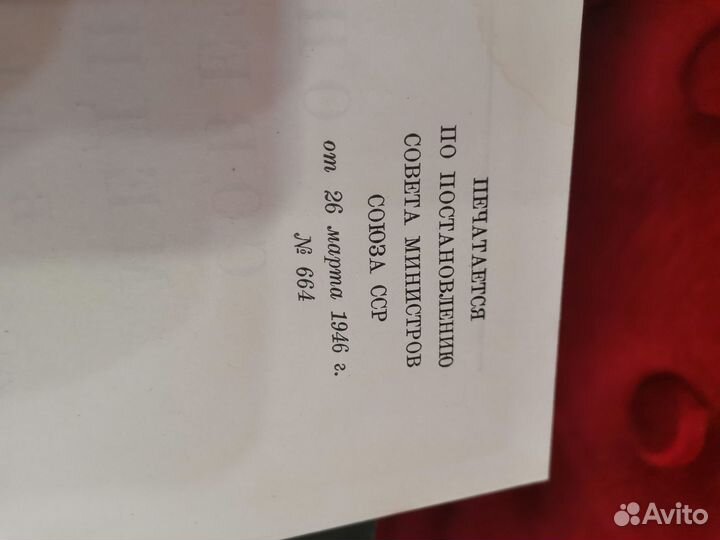 ПЕЧАТАЕТСЯ
ПО ПОСТАНОВЛЕНИЮ
СОВЕТА МИНИСТРОВ
СОЮЗА ССР
от 26 марта 1946 г.
№ 664
Avito